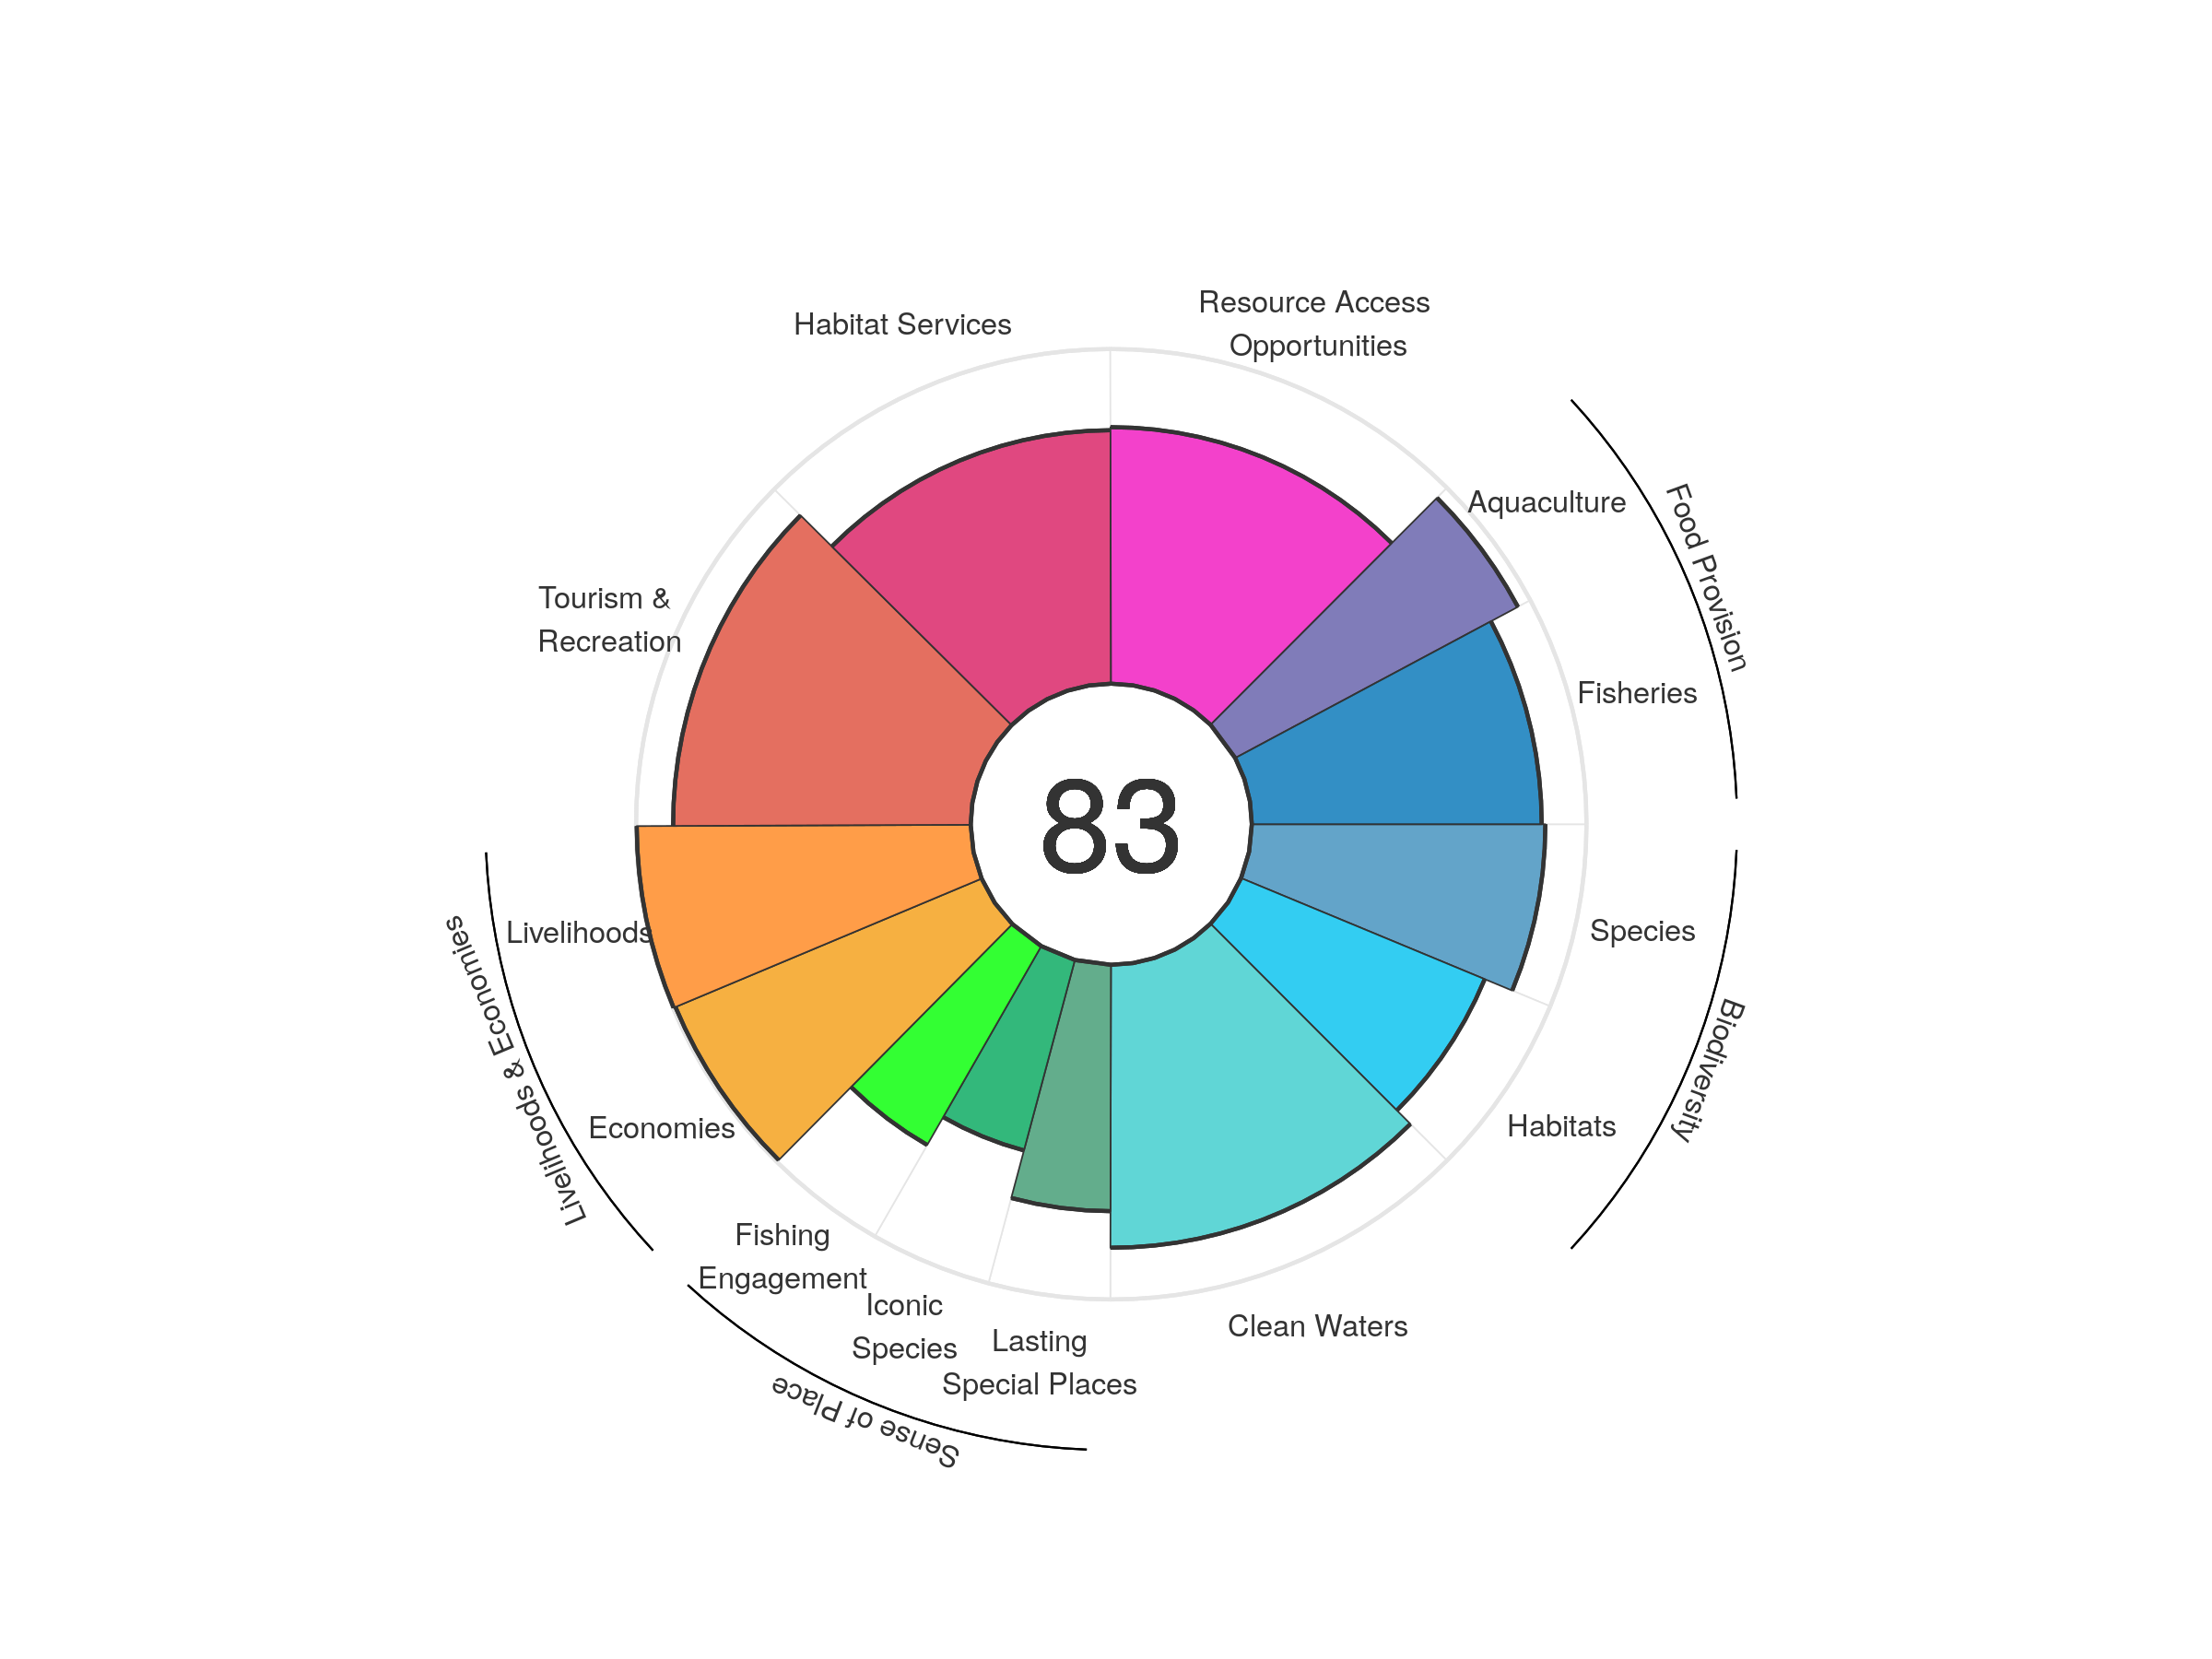 Resource Access
Opportunities
Habitat Services
Aquaculture
Food Provision
Tourism &
Recreation
Fisheries
83
Livelihoods
Species
Livelihoods & Economies
Biodiversity
Economies
Habitats
Fishing
Engagement
Iconic
Species
Lasting
Special Places
Clean Waters
Sense of Place